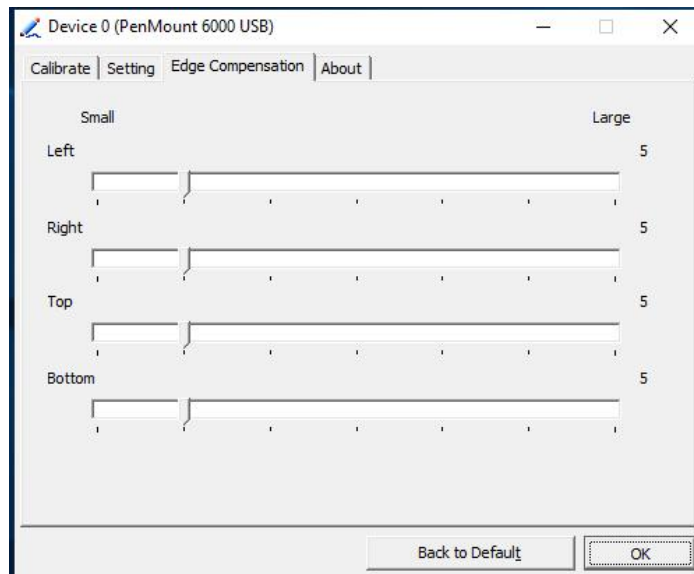 Device 0 (PenMount 6000 USB)
Calibrate Setting Edge Compensation About
Small Large
Left 5
Right 5
Top 5
Bottom 5
Back to Default OK